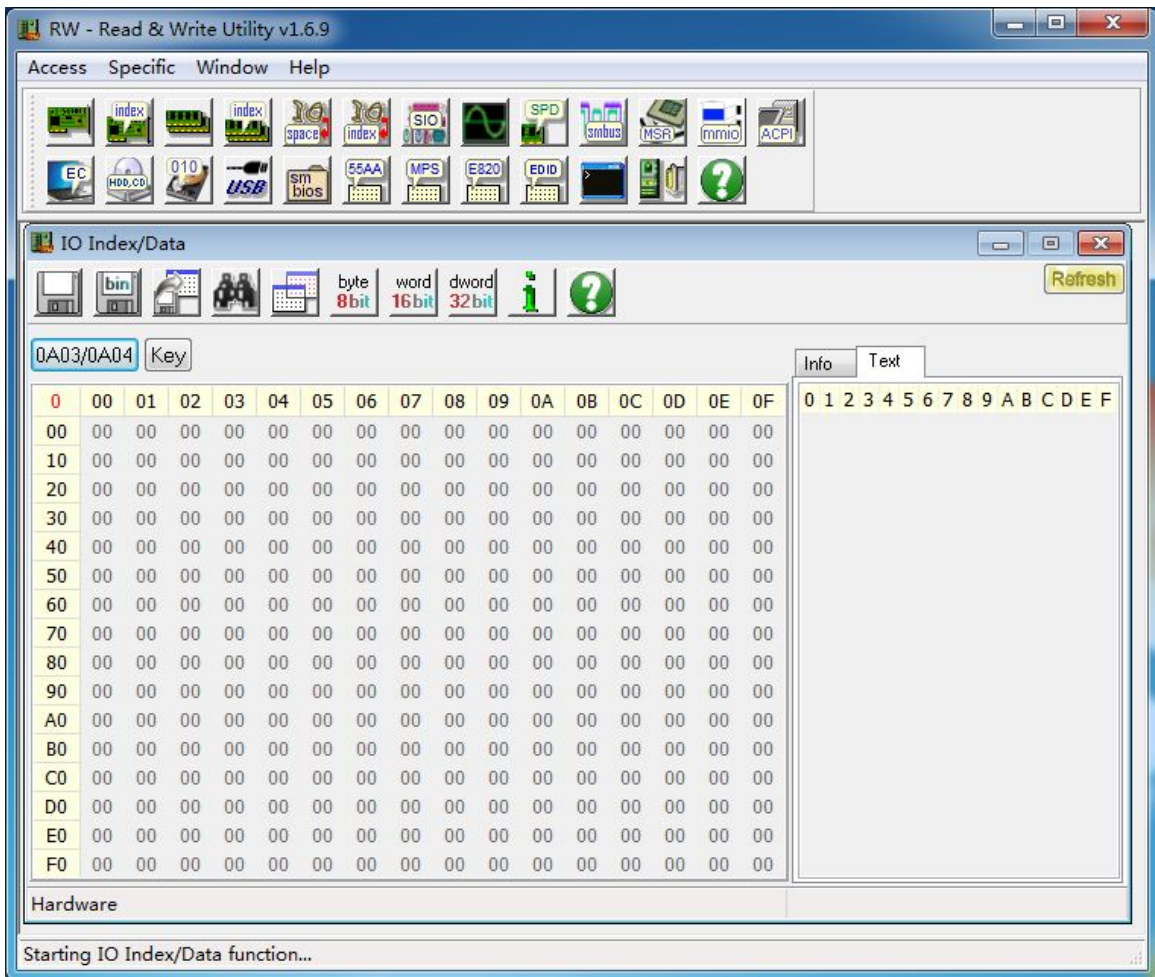 RW - Read & Write Utility v1.6.9
Access Specific Window Help
index index space index SIO SPD smbus MSR mmio ACPI
EC HDD,CD 010 USB sm bios 55AA MPS E820 EDID
IO Index/Data
bin byte 8bit word 16bit dword 32bit Refresh
0A03/0A04 Key
Info Text
0 00 01 02 03 04 05 06 07 08 09 0A 0B 0C 0D 0E 0F 0 1 2 3 4 5 6 7 8 9 A B C D E F
00 00 00 00 00 00 00 00 00 00 00 00 00 00 00 00 00
10 00 00 00 00 00 00 00 00 00 00 00 00 00 00 00 00
20 00 00 00 00 00 00 00 00 00 00 00 00 00 00 00 00
30 00 00 00 00 00 00 00 00 00 00 00 00 00 00 00 00
40 00 00 00 00 00 00 00 00 00 00 00 00 00 00 00 00
50 00 00 00 00 00 00 00 00 00 00 00 00 00 00 00 00
60 00 00 00 00 00 00 00 00 00 00 00 00 00 00 00 00
70 00 00 00 00 00 00 00 00 00 00 00 00 00 00 00 00
80 00 00 00 00 00 00 00 00 00 00 00 00 00 00 00 00
90 00 00 00 00 00 00 00 00 00 00 00 00 00 00 00 00
A0 00 00 00 00 00 00 00 00 00 00 00 00 00 00 00 00
B0 00 00 00 00 00 00 00 00 00 00 00 00 00 00 00 00
C0 00 00 00 00 00 00 00 00 00 00 00 00 00 00 00 00
D0 00 00 00 00 00 00 00 00 00 00 00 00 00 00 00 00
E0 00 00 00 00 00 00 00 00 00 00 00 00 00 00 00 00
F0 00 00 00 00 00 00 00 00 00 00 00 00 00 00 00 00
Hardware
Starting IO Index/Data function...